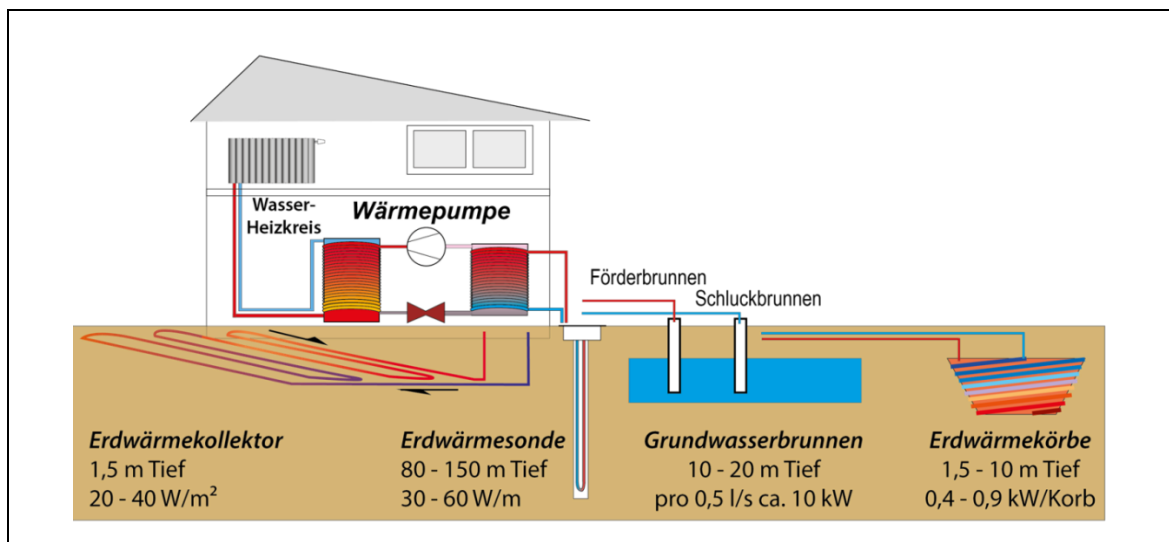 Wasser-
Heizkreis
Wärmepumpe
Förderbrunnen
Schluckbrunnen
Erdwärmekollektor
1,5 m Tief
20 - 40 W/m²
Erdwärmesonde
80 - 150 m Tief
30 - 60 W/m
Grundwasserbrunnen
10 - 20 m Tief
pro 0,5 l/s ca. 10 kW
Erdwärmekörbe
1,5 - 10 m Tief
0,4 - 0,9 kW/Korb